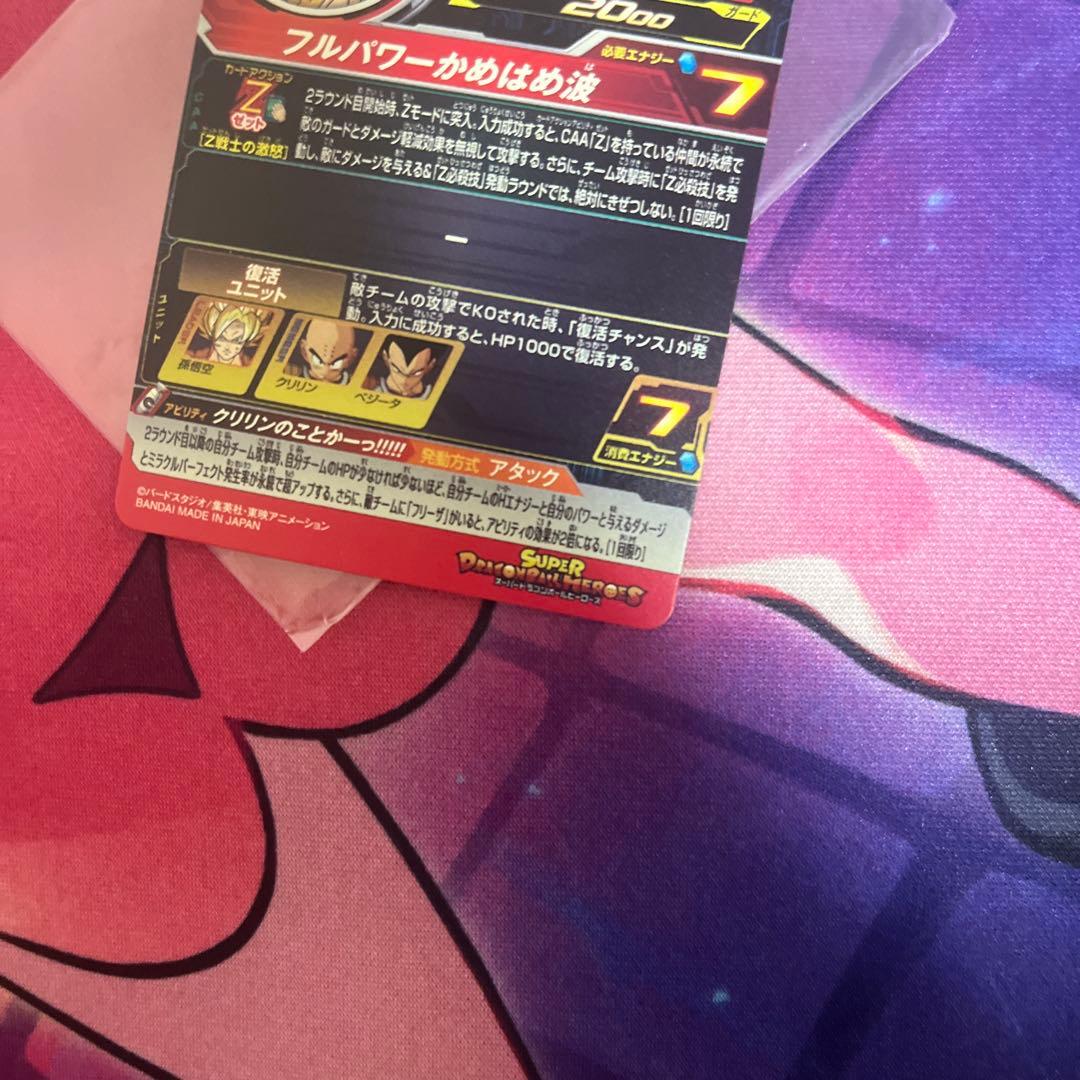 2000
ガード
フルパワーかめはめ波
は
必要エナジー
7
カードアクション
Z
ゼット
CAA
[Z戦士の激怒]
2ラウンド目開始時、Zモードに突入、入力成功すると、CAA「Z」を持っている仲間が永続で
敵のガードとダメージ軽減効果を無視して攻撃する。さらに、チーム攻撃時に「Z必殺技」を発
動し、敵にダメージを与える&「Z必殺技」発動ラウンドでは、絶対にきぜつしない。[1回限り]
ー
ユニット
復活
ユニット
敵チームの攻撃でKOされた時、「復活チャンス」が発
動。入力に成功すると、HP1000で復活する。
孫悟空
クリリン
ベジータ
7
消費エナジー
アビリティ クリリンのことかーっ!!!!! 発動方式 アタック
2ラウンド目以降の自分チーム攻撃時、自分チームのHPが少なければ少ないほど、自分チームのHエナジーと自分のパワーと与えるダメージ
とミラクルパーフェクト発生率が永続で超アップする。さらに、敵チームに「フリーザ」がいると、アビリティの効果が2倍になる。[1回限り]
©バードスタジオ/集英社・東映アニメーション
BANDAI MADE IN JAPAN
SUPER
DRAGONBALL HEROES
スーパードラゴンボールヒーローズ